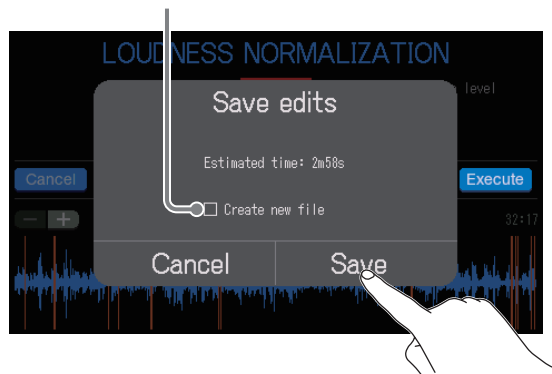 LOUDNESS NORMALIZATION
level
Save edits
Estimated time: 2m58s
Cancel
Execute
Create new file
− +
32:17
Cancel
Save